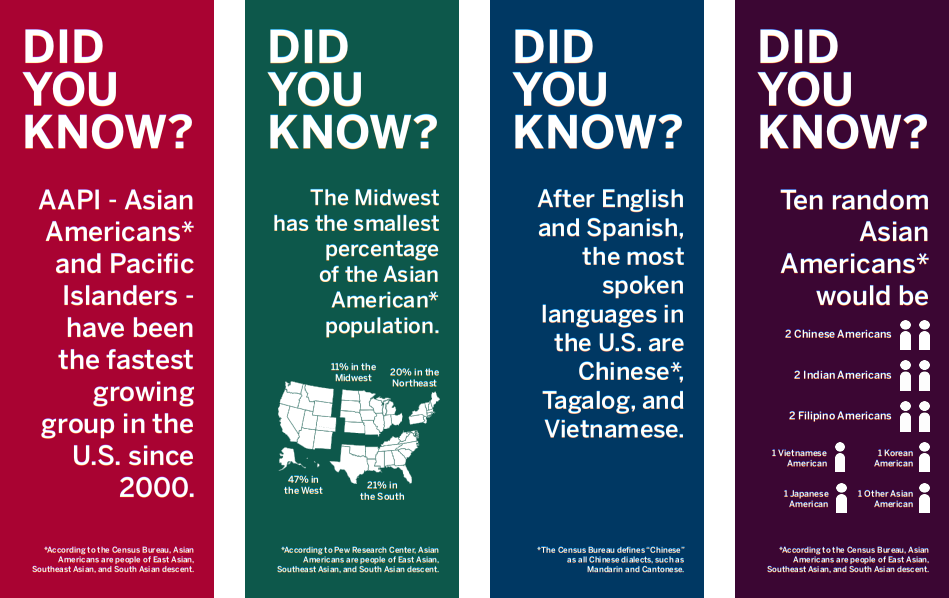 DID
YOU
KNOW?
AAPI - Asian
Americans*
and Pacific
Islanders -
have been
the fastest
growing
group in the
U.S. since
2000.
*According to the Census Bureau, Asian
Americans are people of East Asian,
Southeast Asian, and South Asian descent.
DID
YOU
KNOW?
The Midwest
has the smallest
percentage
of the Asian
American*
population.
11% in the
Midwest
20% in the
Northeast
47% in
the West
21% in
the South
*According to Pew Research Center, Asian
Americans are people of East Asian,
Southeast Asian, and South Asian descent.
DID
YOU
KNOW?
After English
and Spanish,
the most
spoken
languages in
the U.S. are
Chinese*,
Tagalog, and
Vietnamese.
*The Census Bureau defines "Chinese"
as all Chinese dialects, such as
Mandarin and Cantonese.
DID
YOU
KNOW?
Ten random
Asian
Americans*
would be
2 Chinese Americans
2 Indian Americans
2 Filipino Americans
1 Vietnamese
American
1 Korean
American
1 Japanese
American
1 Other Asian
American
*According to the Census Bureau, Asian
Americans are people of East Asian,
Southeast Asian, and South Asian descent.